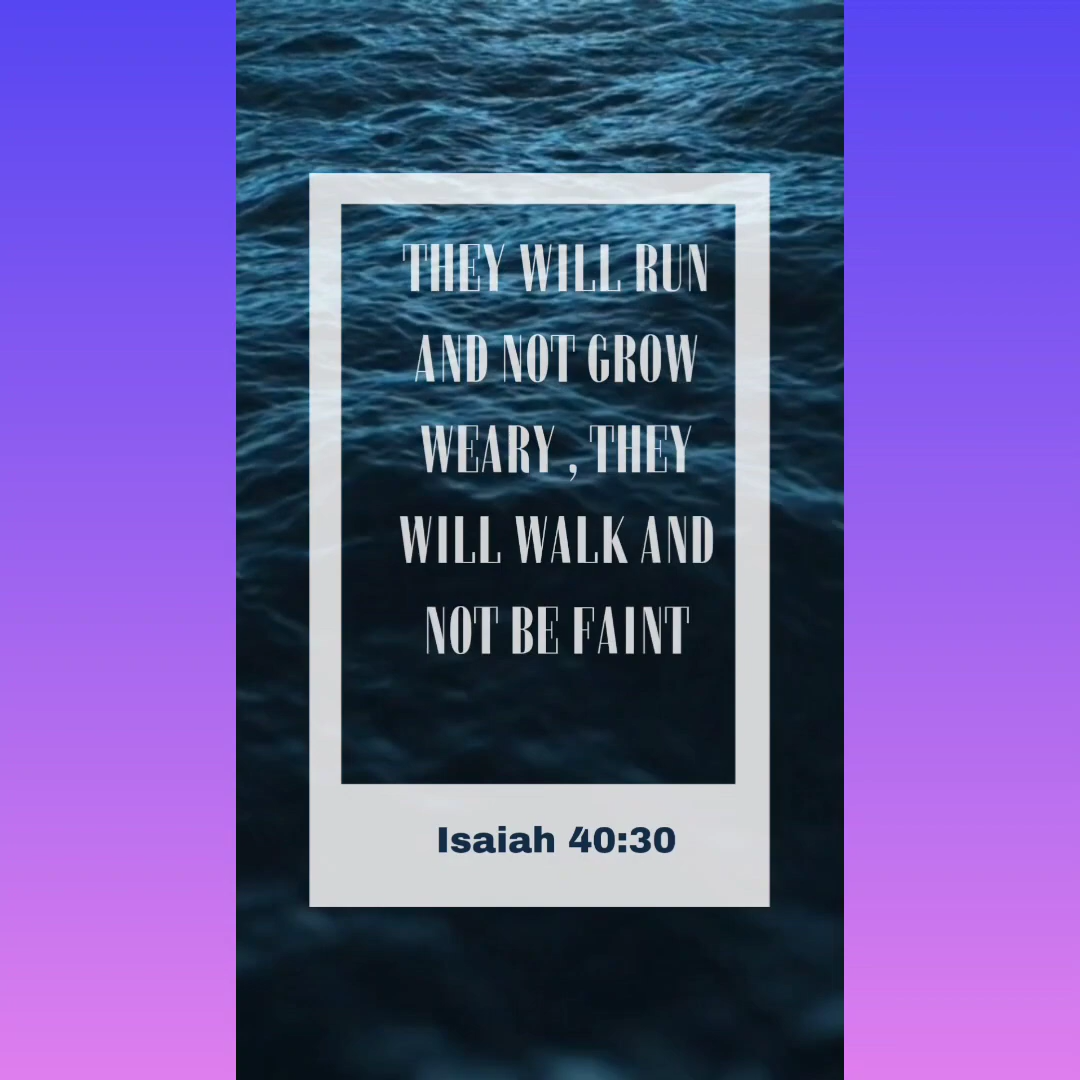 THEY WILL RUN
AND NOT GROW
WEARY , THEY
WILL WALK AND
NOT BE FAINT
Isaiah 40:30